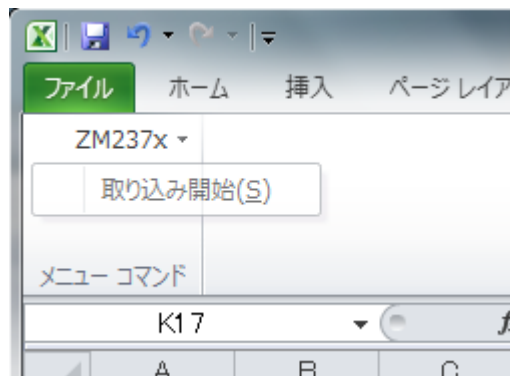 ファイル ホーム 挿入 ページ レイア
ZM237x
取り込み開始(S)
メニュー コマンド
K17
A B C